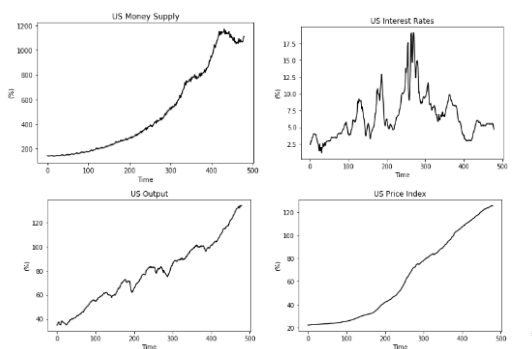 US Money Supply
1200
1000
800
600
400
200
(%)
0 100 200 300 400 500
Time
US Interest Rates
17.5
15.0
12.5
10.0
7.5
5.0
2.5
(%)
0 100 200 300 400 500
Time
US Output
120
100
80
60
40
(%)
0 100 200 300 400 500
Time
US Price Index
120
100
80
60
40
20
(%)
0 100 200 300 400 500
Time